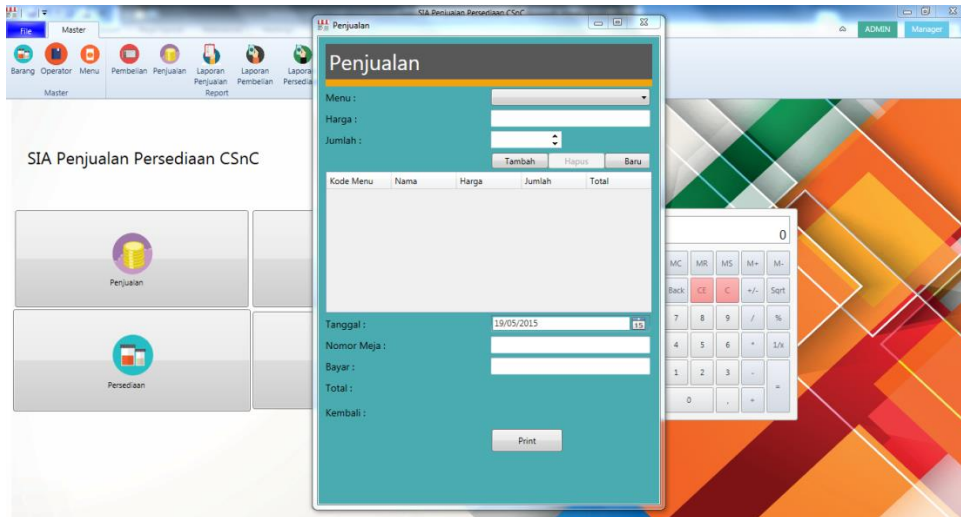 SIA Penjualan Persediaan CSnC
File
Master
ADMIN
Manager
Barang
Operator
Menu
Pembelian
Penjualan
Laporan Penjualan
Laporan Pembelian
Master
Report
SIA Penjualan Persediaan CSnC
Penjualan
Persediaan
Penjualan
Penjualan
Menu :
Harga :
Jumlah :
Tambah
Hapus
Baru
Kode Menu
Nama
Harga
Jumlah
Total
Tanggal :
19/05/2015
15
Nomor Meja :
Bayar :
Total :
Kembali :
Print
0
MC
MR
MS
M+
M-
Back
CE
C
+/-
Sqrt
7
8
9
/
%
4
5
6
*
1/x
1
2
3
-
=
0
,
+